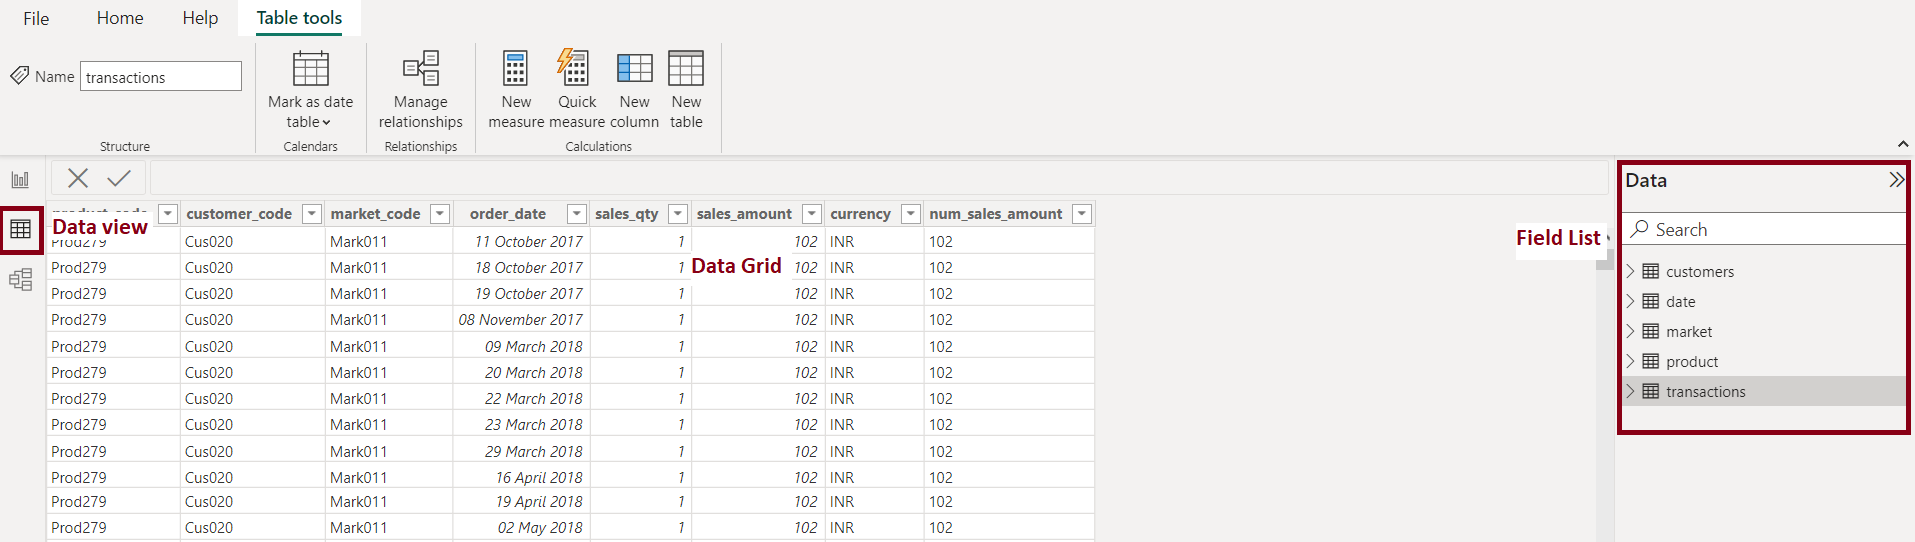 File Home Help Table tools
Name transactions
Mark as date table
Manage relationships
New measure
Quick measure
New column
New table
Structure Calendars Relationships Calculations
Data
Data view
customer_code market_code order_date sales_qty sales_amount currency num_sales_amount
Field List
Search
Prod279 Cus020 Mark011 11 October 2017 1 102 INR 102
Data Grid
Prod279 Cus020 Mark011 18 October 2017 1 102 INR 102
Prod279 Cus020 Mark011 19 October 2017 1 102 INR 102
Prod279 Cus020 Mark011 08 November 2017 1 102 INR 102
Prod279 Cus020 Mark011 09 March 2018 1 102 INR 102
Prod279 Cus020 Mark011 20 March 2018 1 102 INR 102
Prod279 Cus020 Mark011 22 March 2018 1 102 INR 102
Prod279 Cus020 Mark011 23 March 2018 1 102 INR 102
Prod279 Cus020 Mark011 29 March 2018 1 102 INR 102
Prod279 Cus020 Mark011 16 April 2018 1 102 INR 102
Prod279 Cus020 Mark011 19 April 2018 1 102 INR 102
Prod279 Cus020 Mark011 02 May 2018 1 102 INR 102
customers
date
market
product
transactions